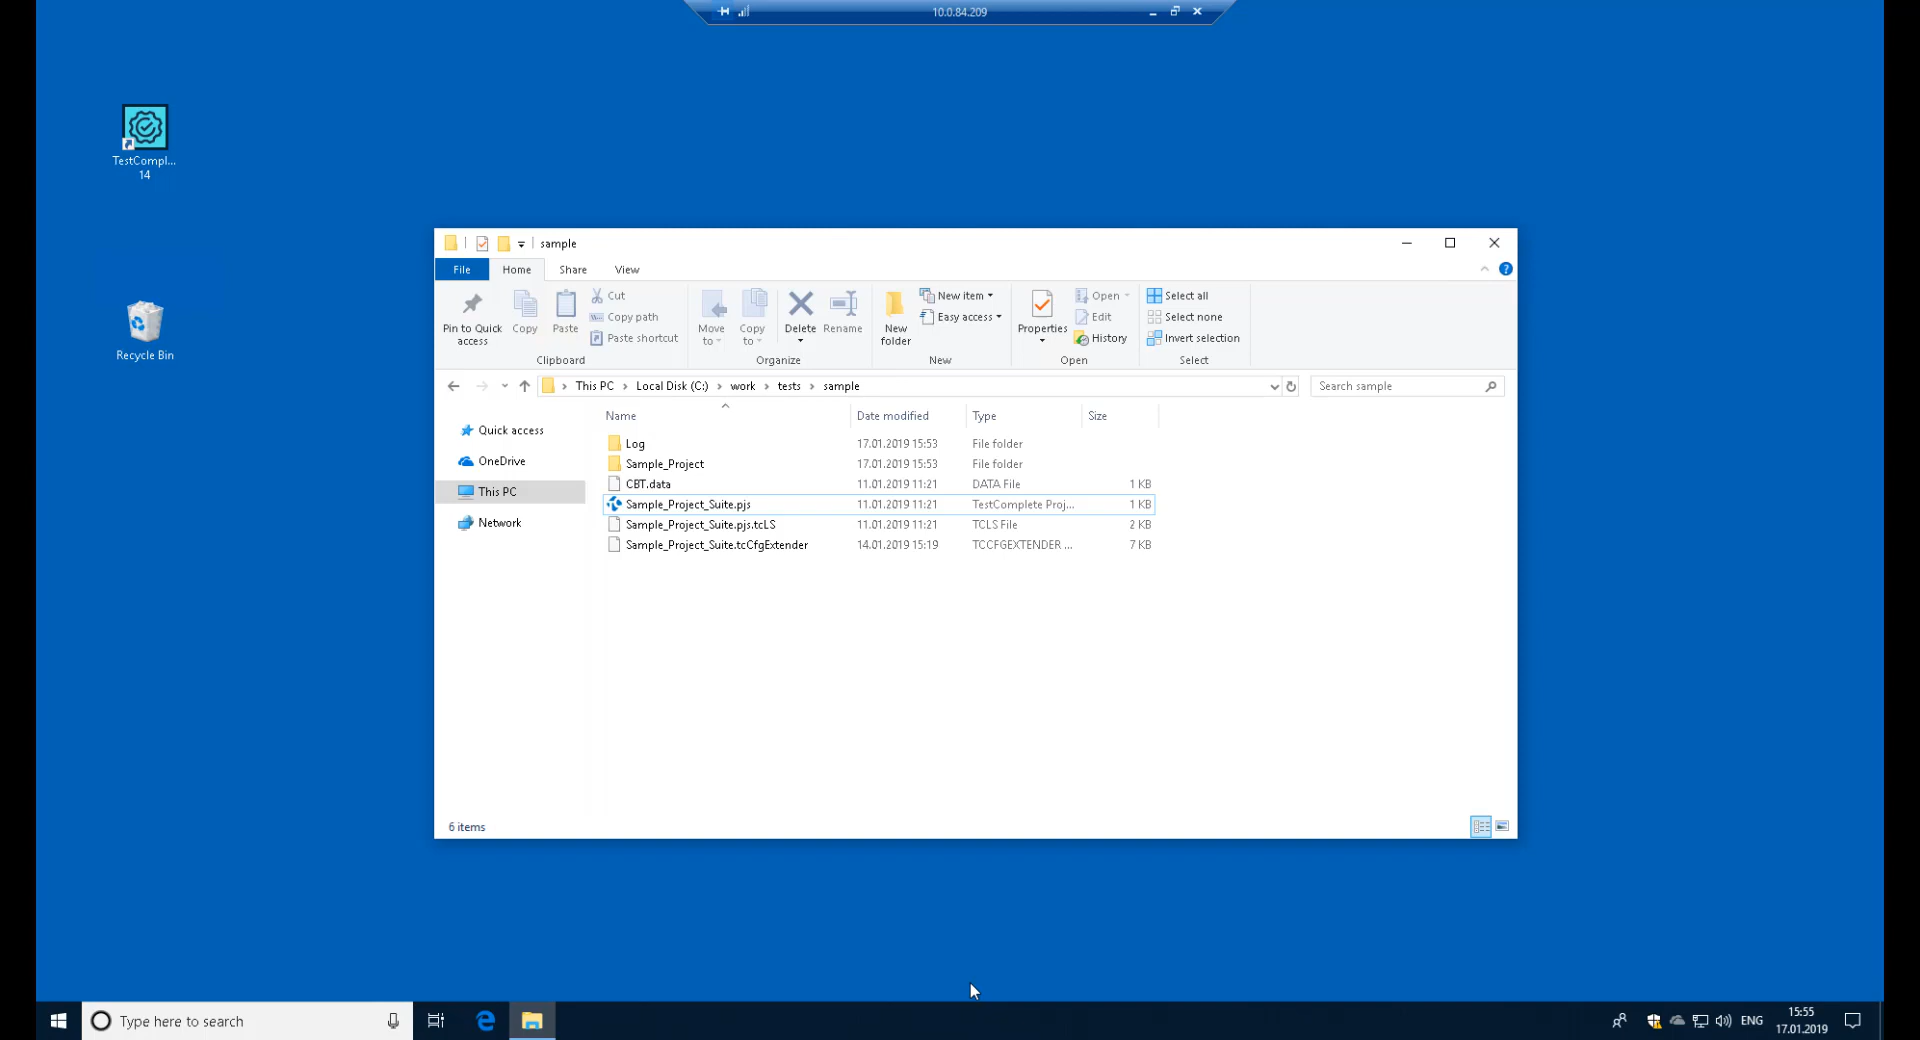 10.0.84.209
TestCompl...
14
Recycle Bin
sample
File Home Share View
Pin to Quick
access
Copy
Paste
Cut
Copy path
Paste shortcut
Clipboard
Move
to
Copy
to
Delete
Rename
Organize
New
folder
New item
Easy access
New
Properties
Open
Edit
History
Open
Select all
Select none
Invert selection
Select
This PC > Local Disk (C:) > work > tests > sample
Search sample
Quick access
OneDrive
This PC
Network
Name Date modified Type Size
Log 17.01.2019 15:53 File folder
Sample_Project 17.01.2019 15:53 File folder
CBT.data 11.01.2019 11:21 DATA File 1 KB
Sample_Project_Suite.pjs 11.01.2019 11:21 TestComplete Proj... 1 KB
Sample_Project_Suite.pjs.tcLS 11.01.2019 11:21 TCLS File 2 KB
Sample_Project_Suite.tcCfgExtender 14.01.2019 15:19 TCCFGEXTENDER ... 7 KB
6 items
Type here to search
ENG
15:55
17.01.2019